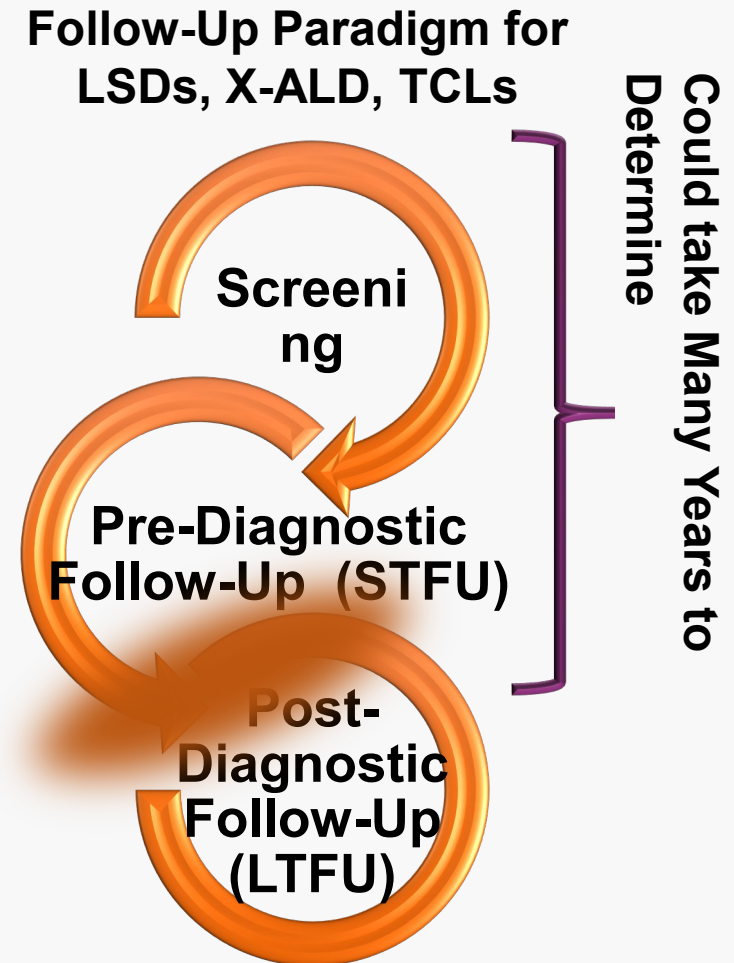 Follow-Up Paradigm for
LSDs, X-ALD, TCLs
Screeni
ng
Pre-Diagnostic
Follow-Up (STFU)
Post-
Diagnostic
Follow-Up
(LTFU)
Could take Many Years to
Determine